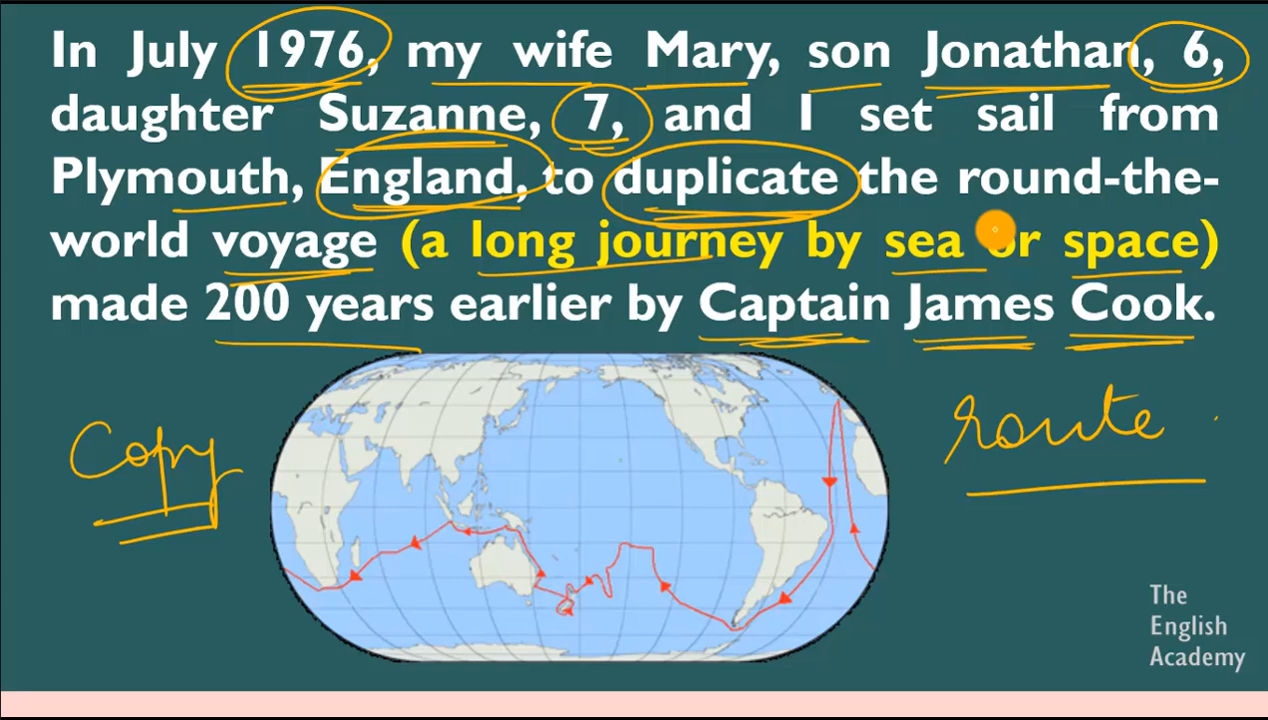 In July 1976, my wife Mary, son Jonathan, 6,
daughter Suzanne, 7, and I set sail from
Plymouth, England, to duplicate the round-the-
world voyage (a long journey by sea or space)
made 200 years earlier by Captain James Cook.
Copy
route
The
English
Academy